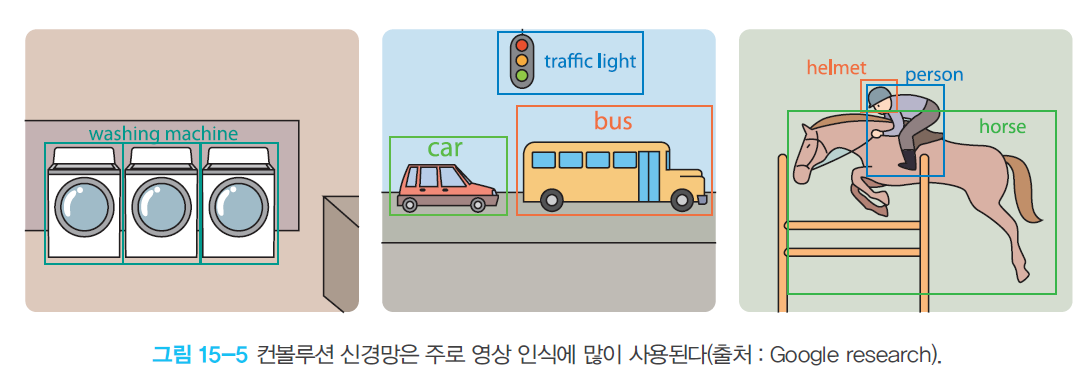 washing machine
traffic light
car
bus
helmet
person
horse
그림 15-5 컨볼루션 신경망은 주로 영상 인식에 많이 사용된다(출처 : Google research).